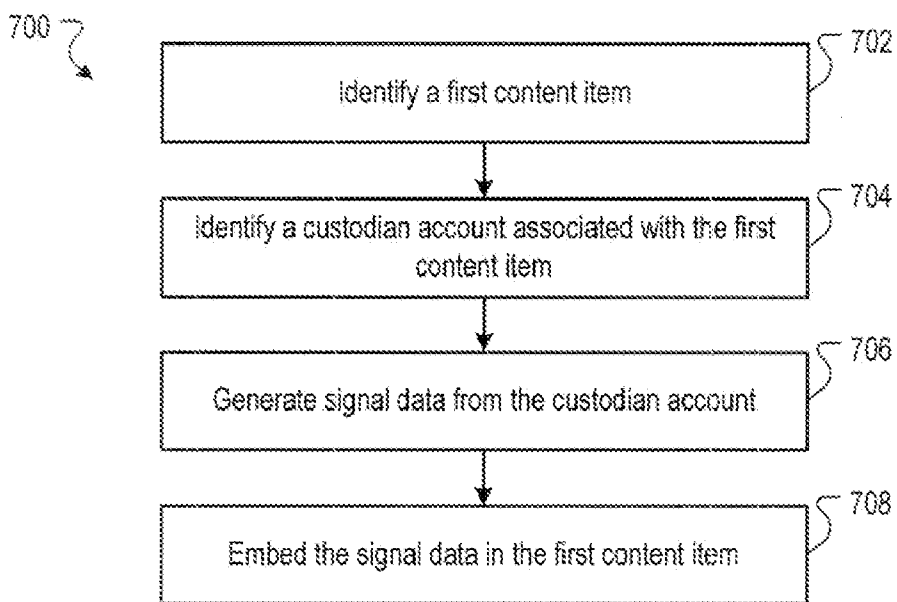 700
702
Identify a first content item
704
Identify a custodian account associated with the first
content item
706
Generate signal data from the custodian account
708
Embed the signal data in the first content item